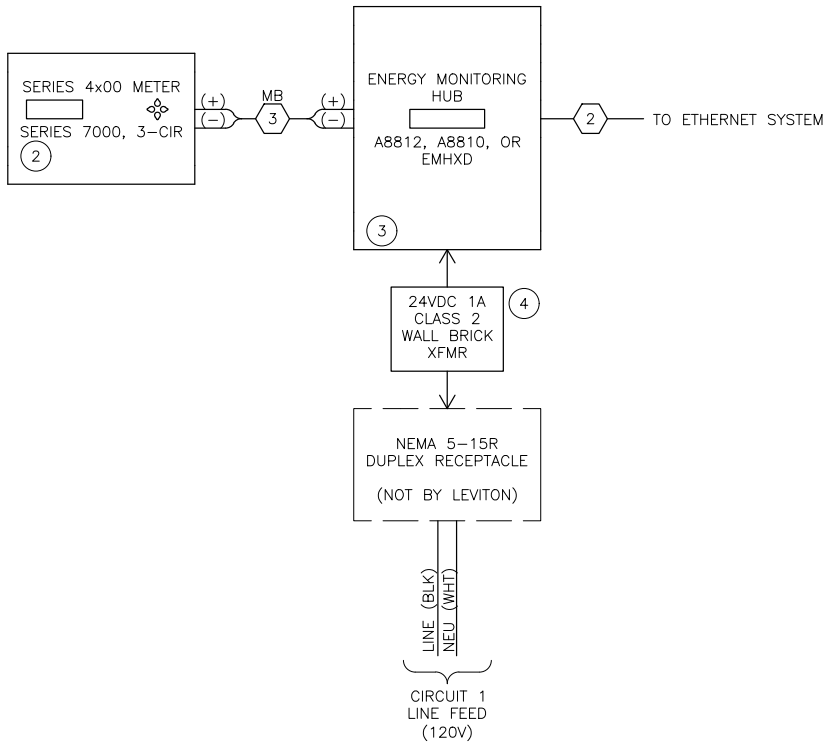 SERIES 4x00 METER
SERIES 7000, 3-CIR
2
(+)
(-)
MB
3
(+)
(-)
ENERGY MONITORING
HUB
A8812, A8810, OR
EMHXD
3
2
TO ETHERNET SYSTEM
24VDC 1A
CLASS 2
WALL BRICK
XFMR
4
NEMA 5-15R
DUPLEX RECEPTACLE
(NOT BY LEVITON)
LINE (BLK)
NEU (WHT)
CIRCUIT 1
LINE FEED
(120V)